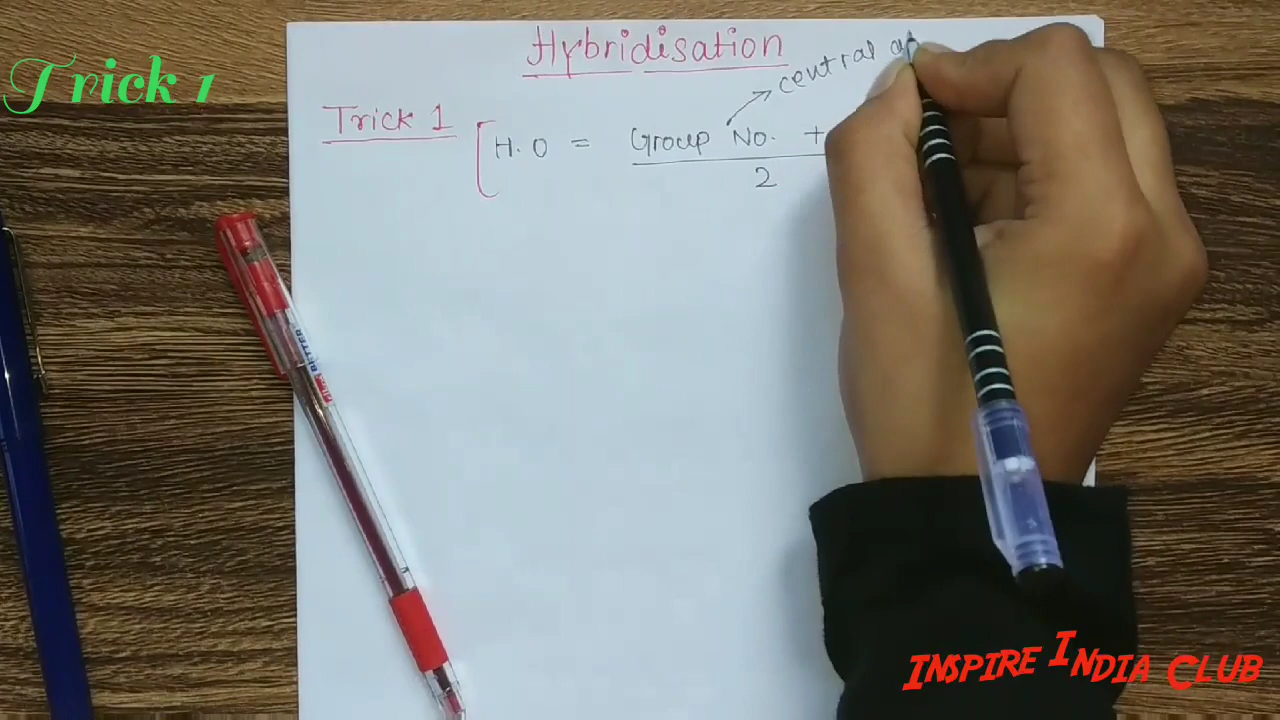 Trick 1
Hybridisation
central
Trick 1 [ H.O = Group No. +
2
INSPIRE INDIA CLUB